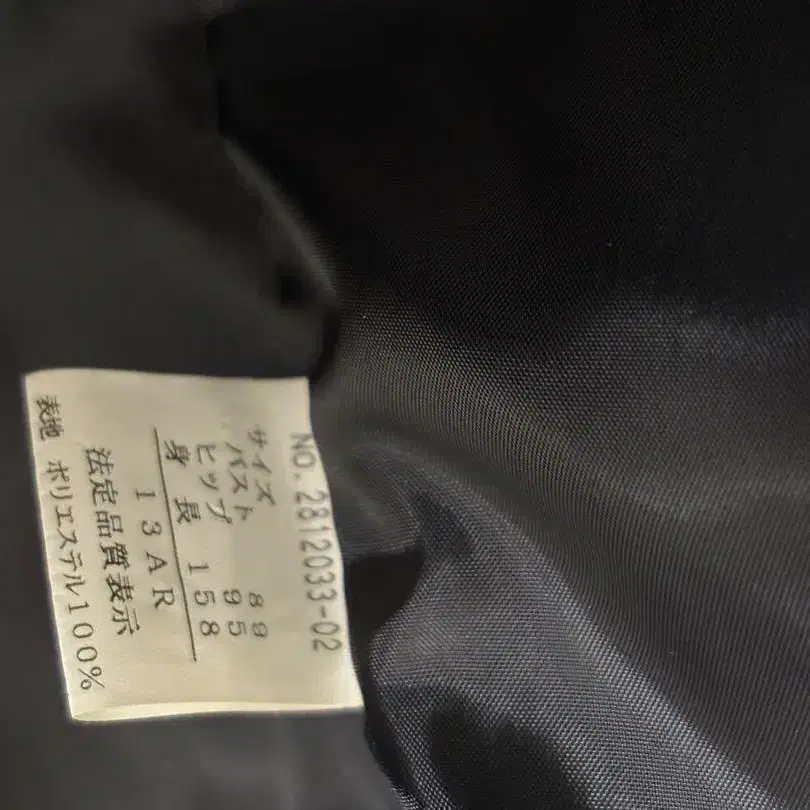 NO. 2812033-02
サイズ
バスト 89
ヒップ 95
身長 158
13AR
法定品質表示
表地 ポリエステル100%